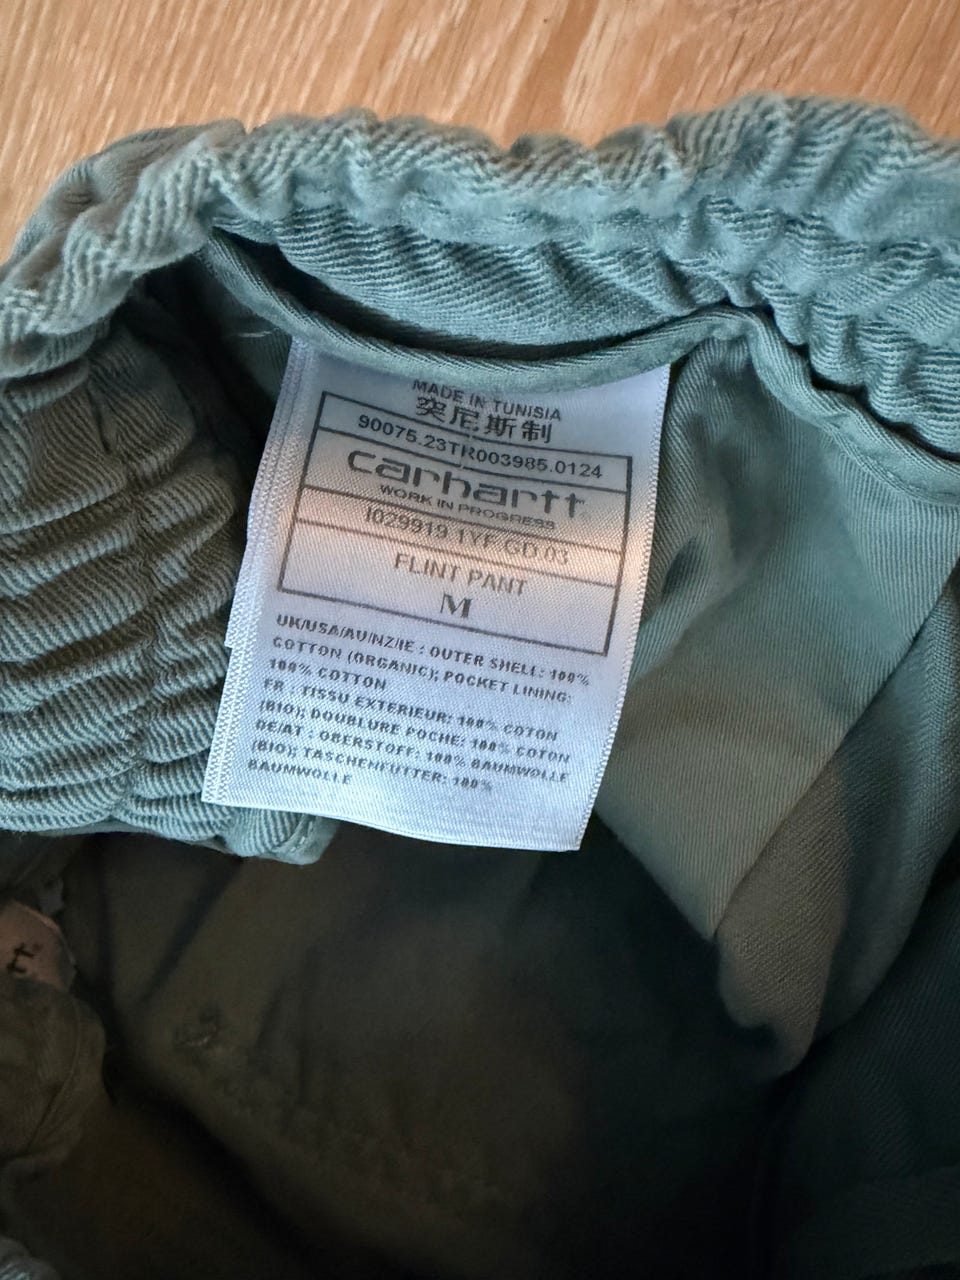 MADE IN TUNISIA
突尼斯制
90075.23TR003985.0124
carhartt
WORK IN PROGRESS
I029919.1YF.GD.03
FLINT PANT
M
UK/USA/AU/NZ/IE : OUTER SHELL: 100%
COTTON (ORGANIC); POCKET LINING:
100% COTTON
FR : TISSU EXTERIEUR: 100% COTON
(BIO); DOUBLURE POCHE: 100% COTON
DE/AT : OBERSTOFF: 100% BAUMWOLLE
(BIO); TASCHENFUTTER: 100%
BAUMWOLLE